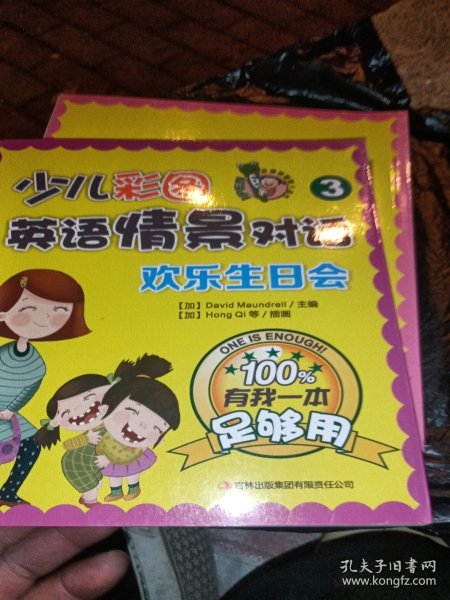 少儿彩图
3
英语情景对话
欢乐生日会
[加] David Maundrell / 主编
[加] Hong Qi 等 / 插画
ONE IS ENOUGH!
100%
有我一本
足够用
吉林出版集团有限责任公司
孔夫子旧书网
www.kongfz.com